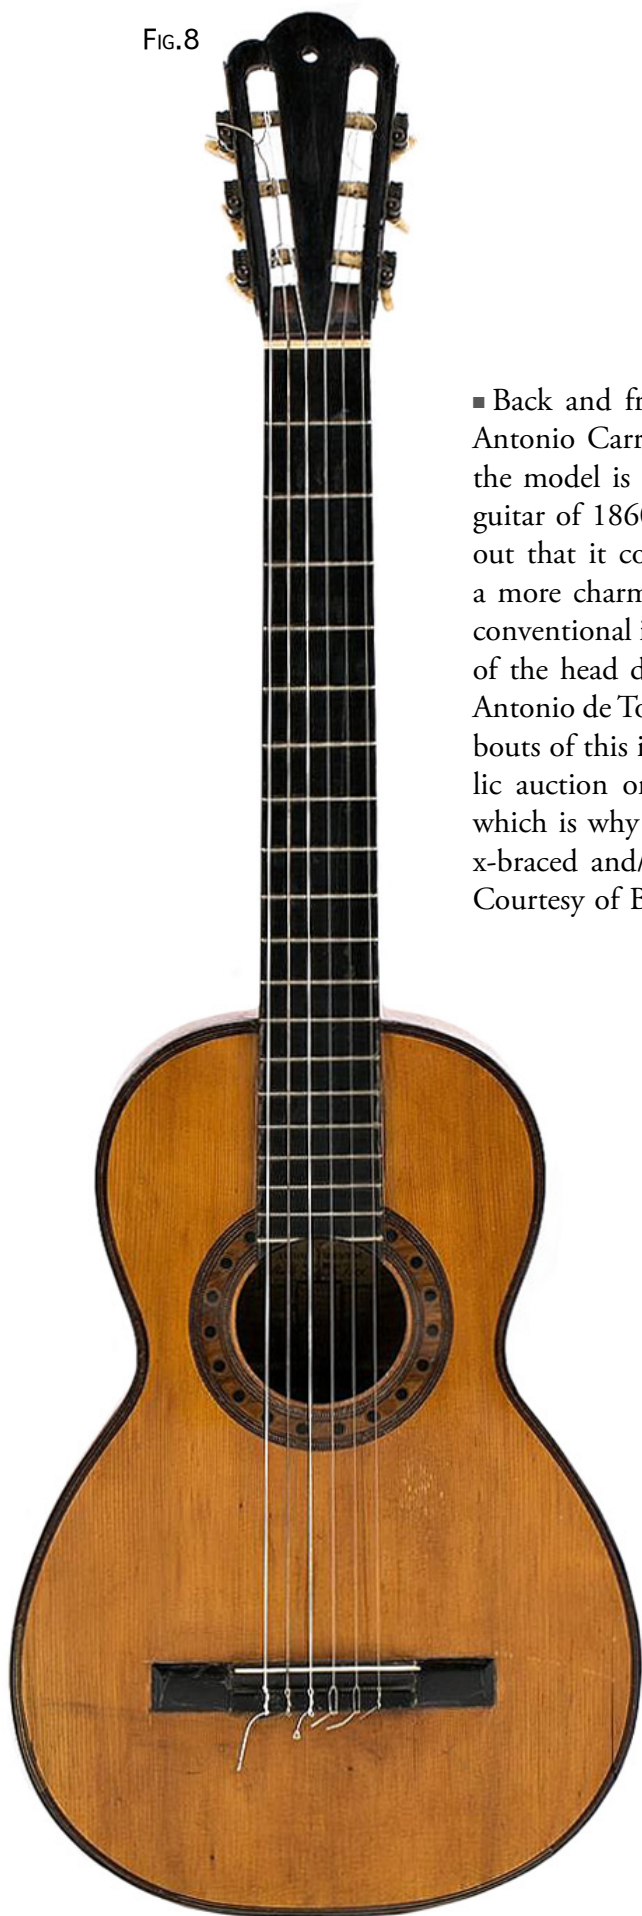 Fig.8
■ Back and fr
Antonio Carr
the model is
guitar of 1860
out that it co
a more charm
conventional i
of the head d
Antonio de To
bouts of this i
lic auction or
which is why
x-braced and/
Courtesy of B